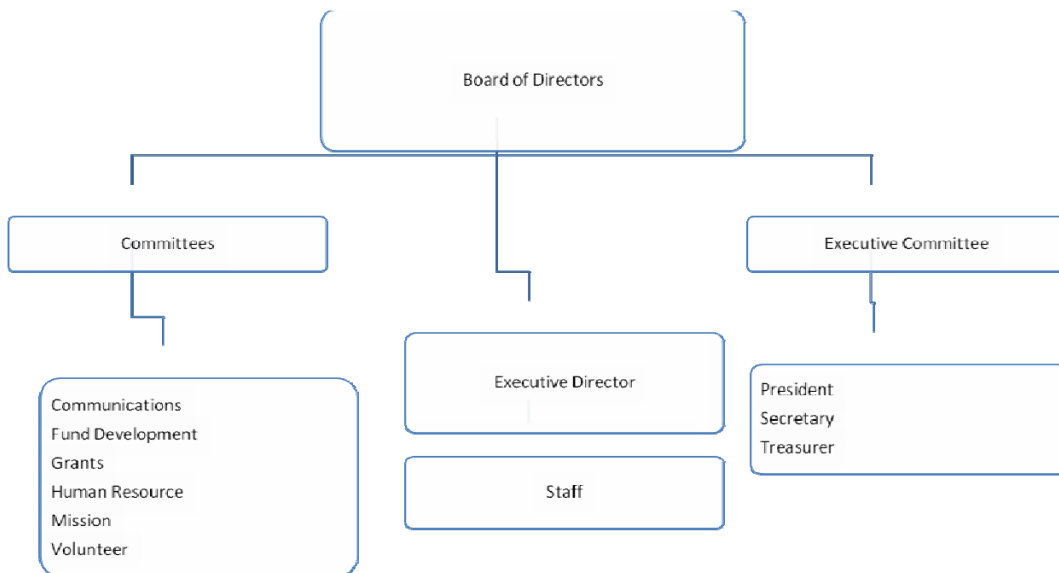 Board of Directors
Committees
Executive Committee
Executive Director
Staff
Communications
Fund Development
Grants
Human Resource
Mission
Volunteer
President
Secretary
Treasurer